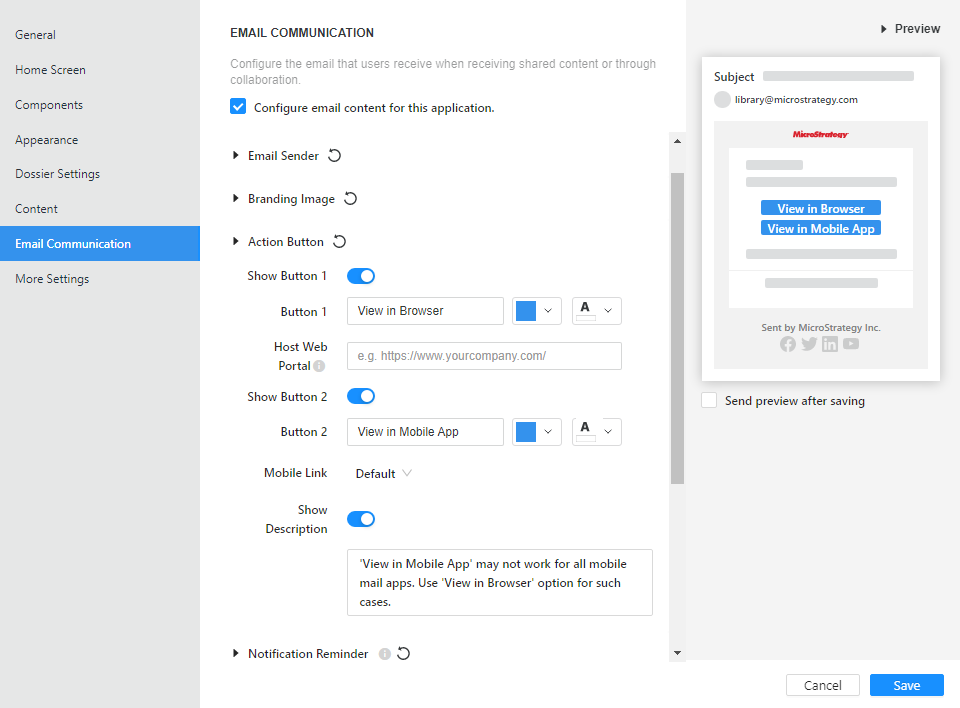 General
Home Screen
Components
Appearance
Dossier Settings
Content
Email Communication
More Settings
EMAIL COMMUNICATION
Configure the email that users receive when receiving shared content or through
collaboration.
Configure email content for this application.
Email Sender
Branding Image
Action Button
Show Button 1
Button 1
View in Browser
A
Host Web
Portal
e.g. https://www.yourcompany.com/
Show Button 2
Button 2
View in Mobile App
A
Mobile Link
Default
Show
Description
'View in Mobile App' may not work for all mobile
mail apps. Use 'View in Browser' option for such
cases.
Notification Reminder
Preview
Subject
library@microstrategy.com
MicroStrategy
View in Browser
View in Mobile App
Sent by MicroStrategy Inc.
Send preview after saving
Cancel
Save